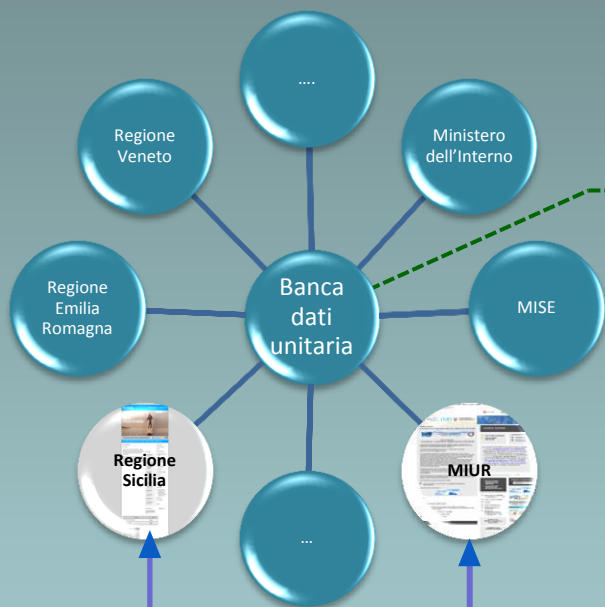 ....
Regione
Veneto
Ministero
dell'Interno
Regione
Emilia
Romagna
Banca
dati
unitaria
MISE
Regione
Sicilia
MIUR
...